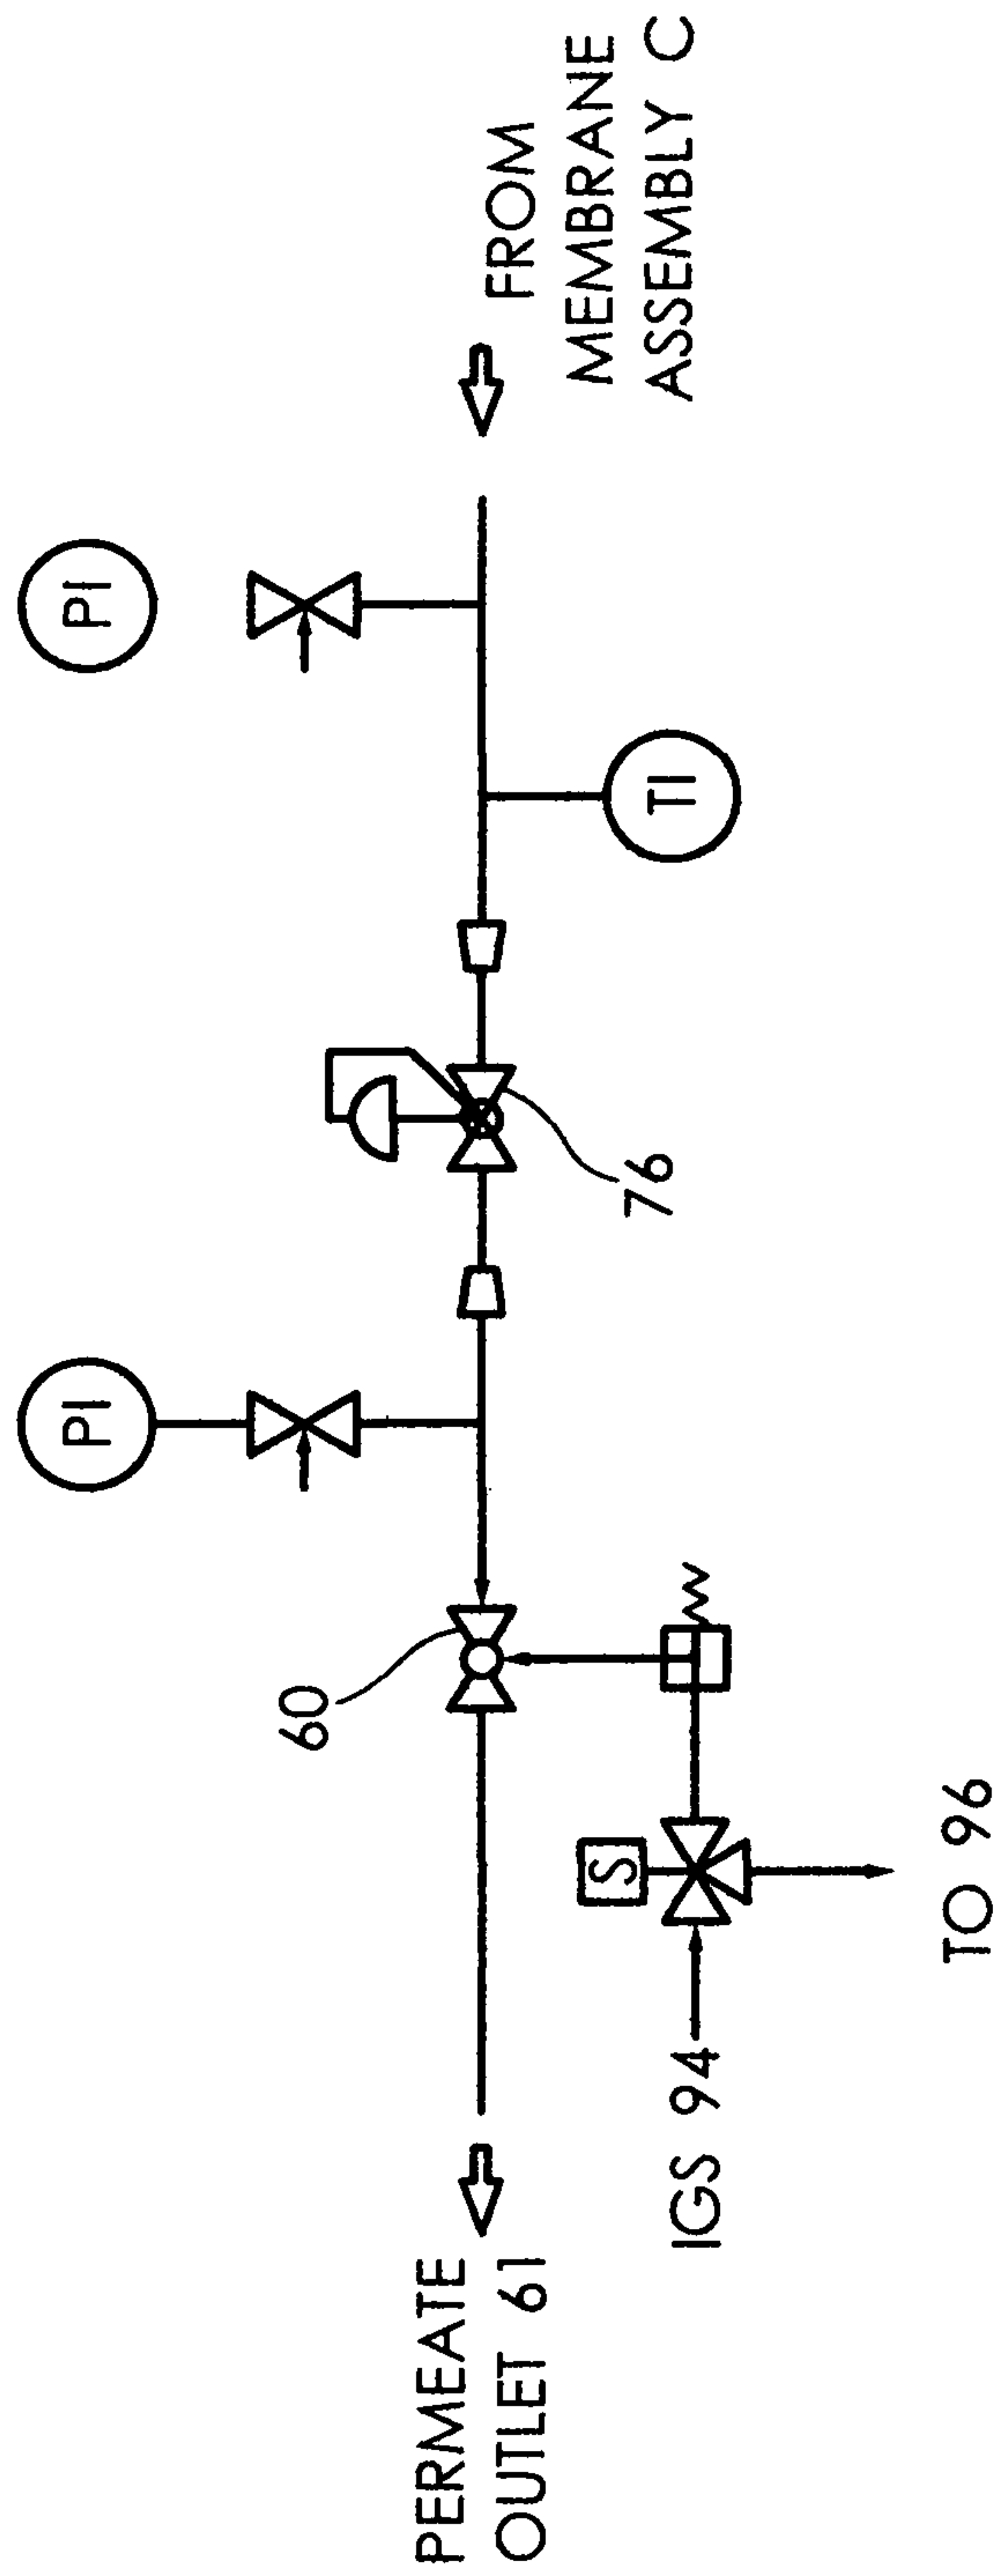 PERMEATE
OUTLET 61
IGS 94
S
TO 96
60
PI
76
TI
PI
FROM
MEMBRANE
ASSEMBLY C